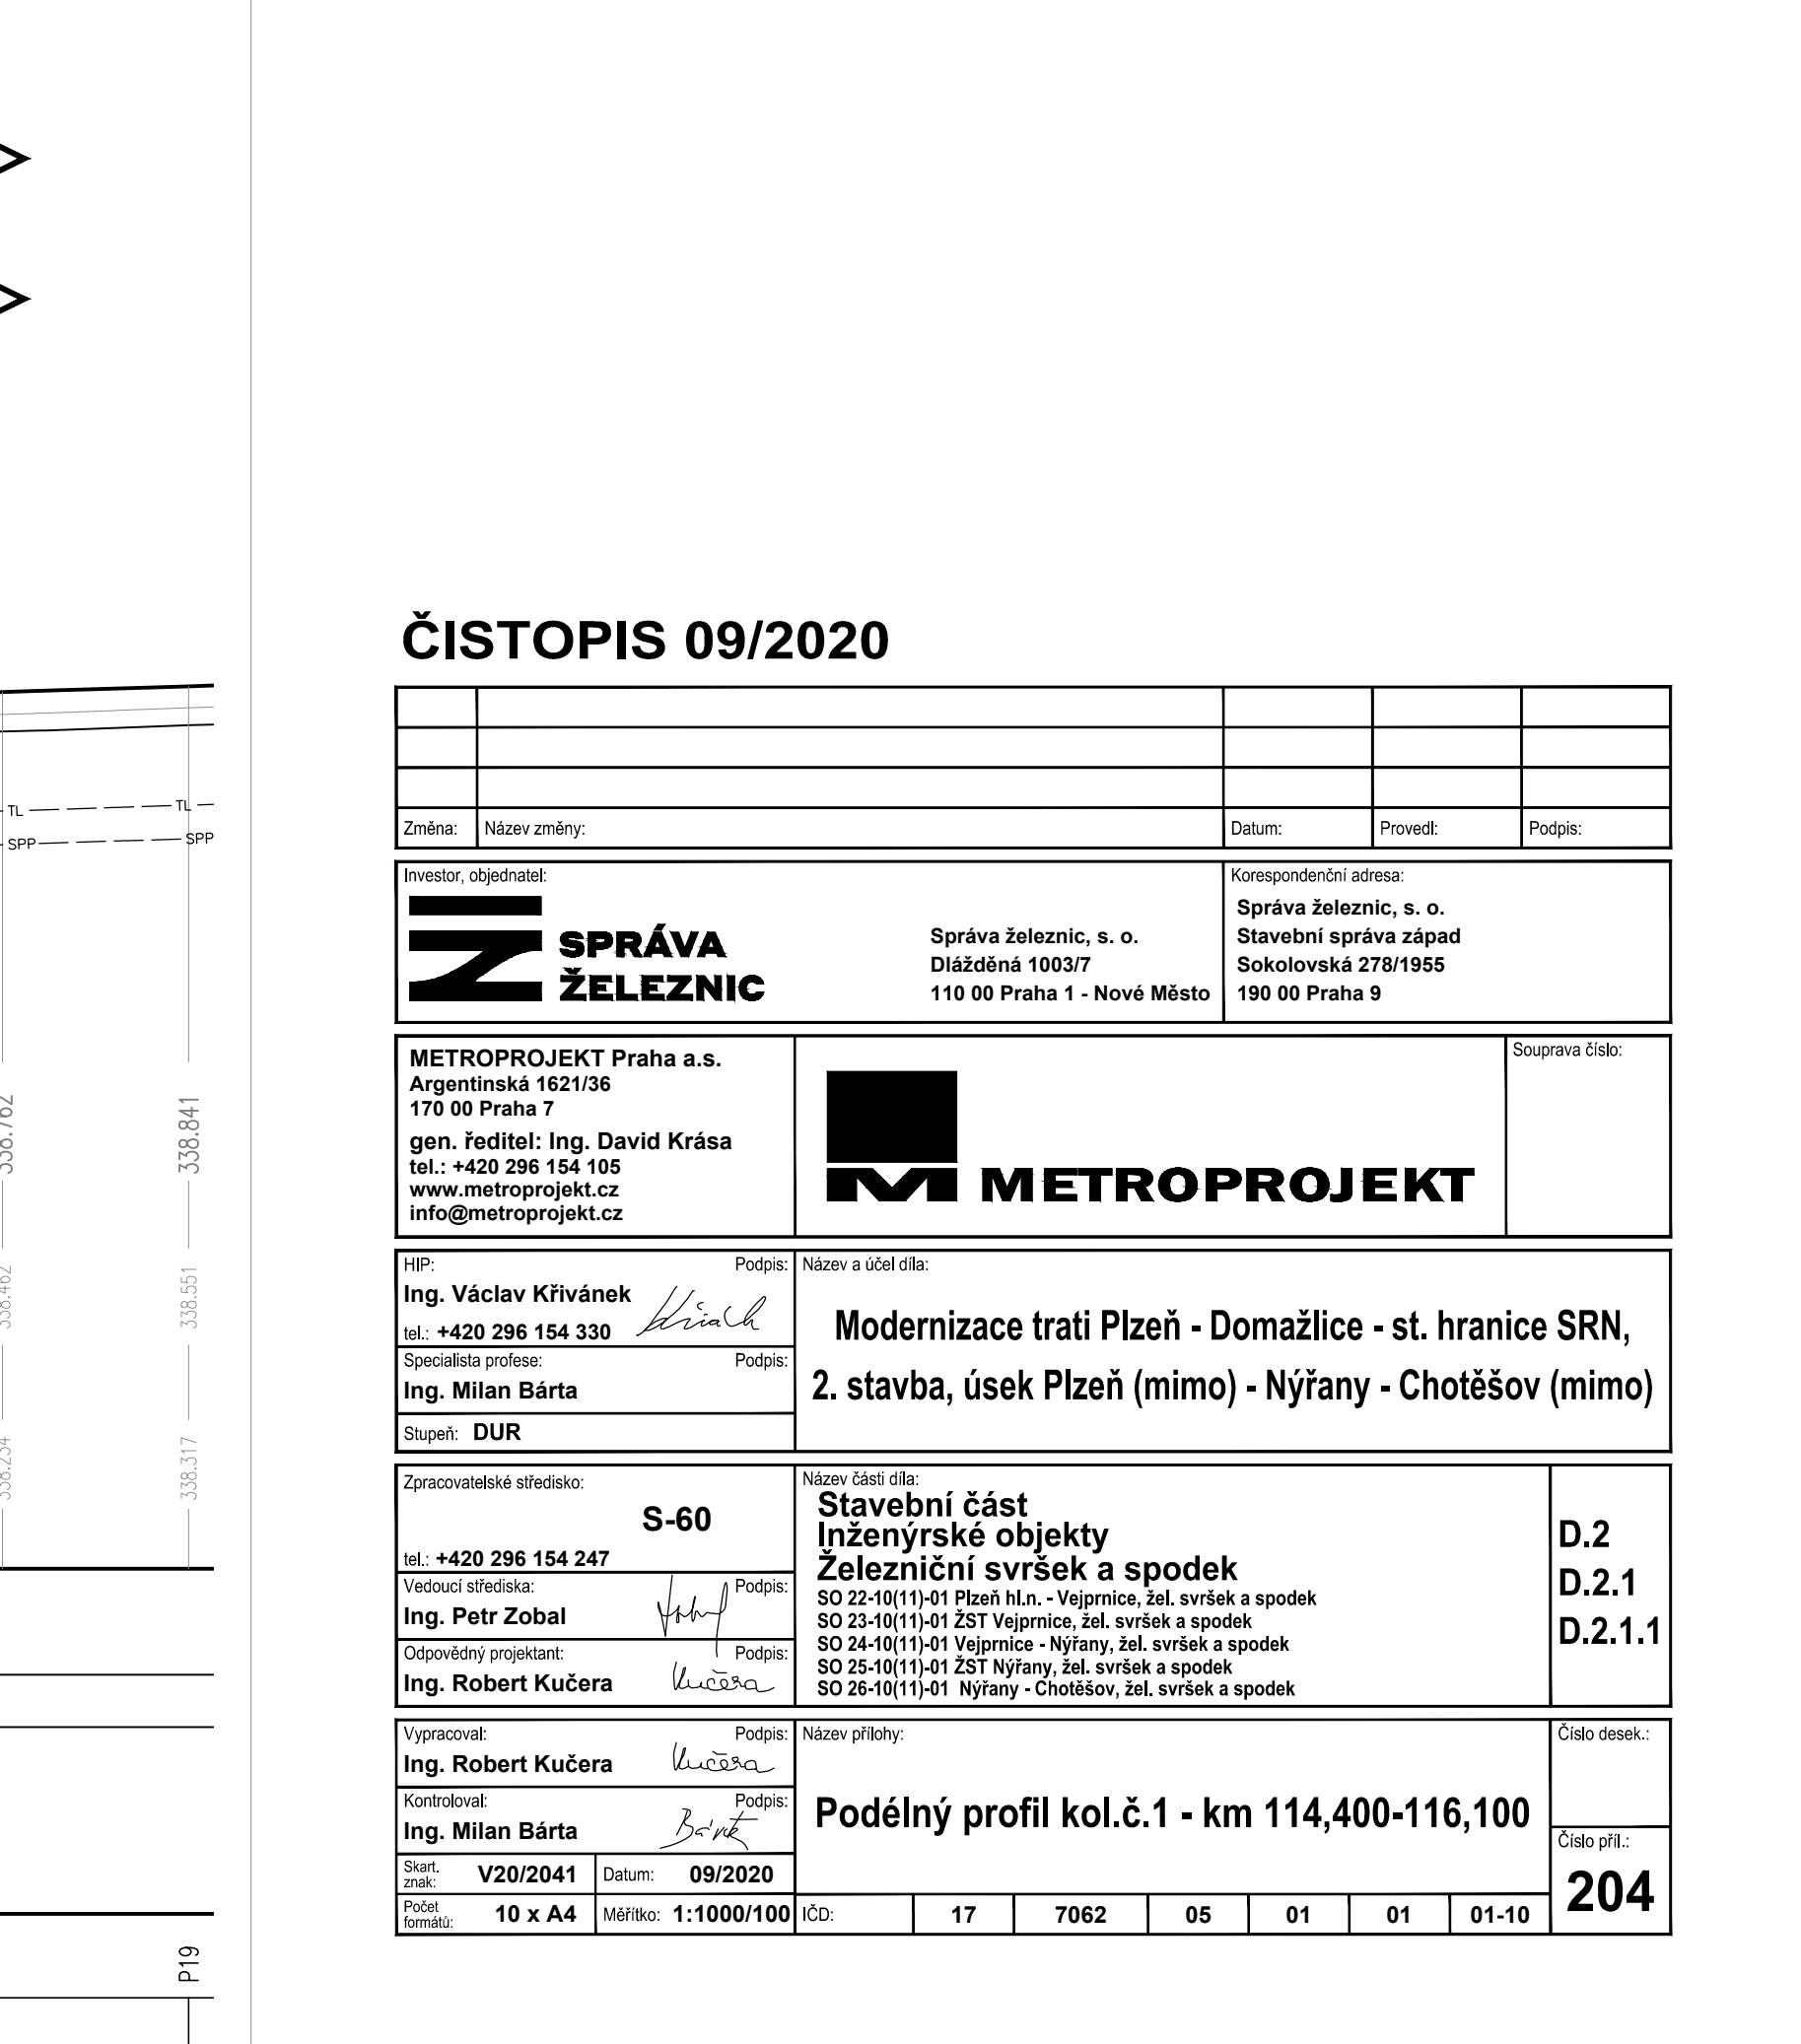 TL TL
SPP SPP
338.841
338.551
338.317
P19
ČISTOPIS 09/2020
Změna: Název změny: Datum: Provedl: Podpis:
Investor, objednatel:
SPRÁVA
ŽELEZNIC
Správa železnic, s. o.
Dlážděná 1003/7
110 00 Praha 1 - Nové Město
Korespondenční adresa:
Správa železnic, s. o.
Stavební správa západ
Sokolovská 278/1955
190 00 Praha 9
METROPROJEKT Praha a.s.
Argentinská 1621/36
170 00 Praha 7
gen. ředitel: Ing. David Krása
tel.: +420 296 154 105
www.metroprojekt.cz
info@metroprojekt.cz
METROPROJEKT
Souprava číslo:
HIP: Podpis:
Ing. Václav Křivánek
tel.: +420 296 154 330
Specialista profese: Podpis:
Ing. Milan Bárta
Stupeň: DUR
Název a účel díla:
Modernizace trati Plzeň - Domažlice - st. hranice SRN,
2. stavba, úsek Plzeň (mimo) - Nýřany - Chotěšov (mimo)
Zpracovatelské středisko:
S-60
tel.: +420 296 154 247
Vedoucí střediska: Podpis:
Ing. Petr Zobal
Odpovědný projektant: Podpis:
Ing. Robert Kučera Kučera
Název části díla:
Stavební část
Inženýrské objekty
Železniční svršek a spodek
SO 22-10(11)-01 Plzeň hl.n. - Vejprnice, žel. svršek a spodek
SO 23-10(11)-01 ŽST Vejprnice, žel. svršek a spodek
SO 24-10(11)-01 Vejprnice - Nýřany, žel. svršek a spodek
SO 25-10(11)-01 ŽST Nýřany, žel. svršek a spodek
SO 26-10(11)-01 Nýřany - Chotěšov, žel. svršek a spodek
D.2
D.2.1
D.2.1.1
Vypracoval: Podpis:
Ing. Robert Kučera Kučera
Kontroloval: Podpis:
Ing. Milan Bárta
Skart. znak: V20/2041 Datum: 09/2020
Počet formátů: 10 x A4 Měřítko: 1:1000/100
Název přílohy:
Podélný profil kol.č.1 - km 114,400-116,100
IČD: 17 7062 05 01 01 01-10
Číslo desek.:
Číslo příl.:
204